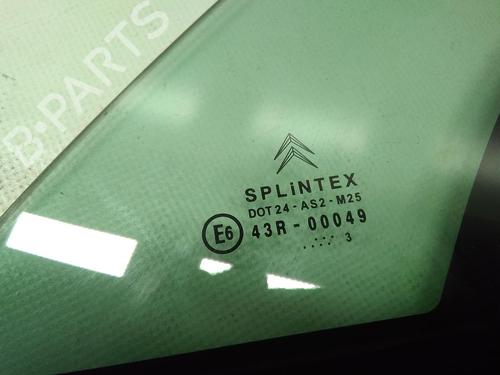 B-PARTS
SPLiNTEX
DOT24-AS2-M25
E6 43R-00049
..:::. 3